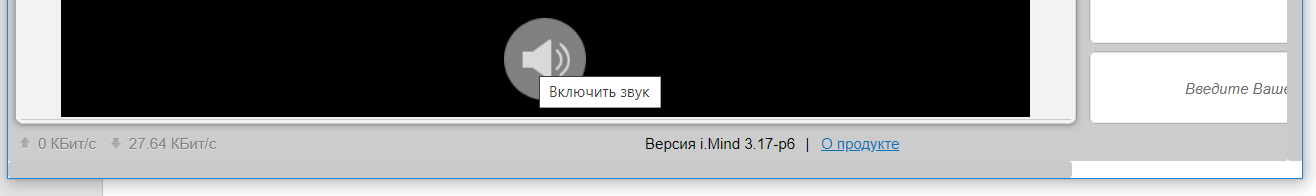 Включить звук
Введите Ваше
0 КБит/с 27.64 КБит/с Версия i.Mind 3.17-p6 | О продукте